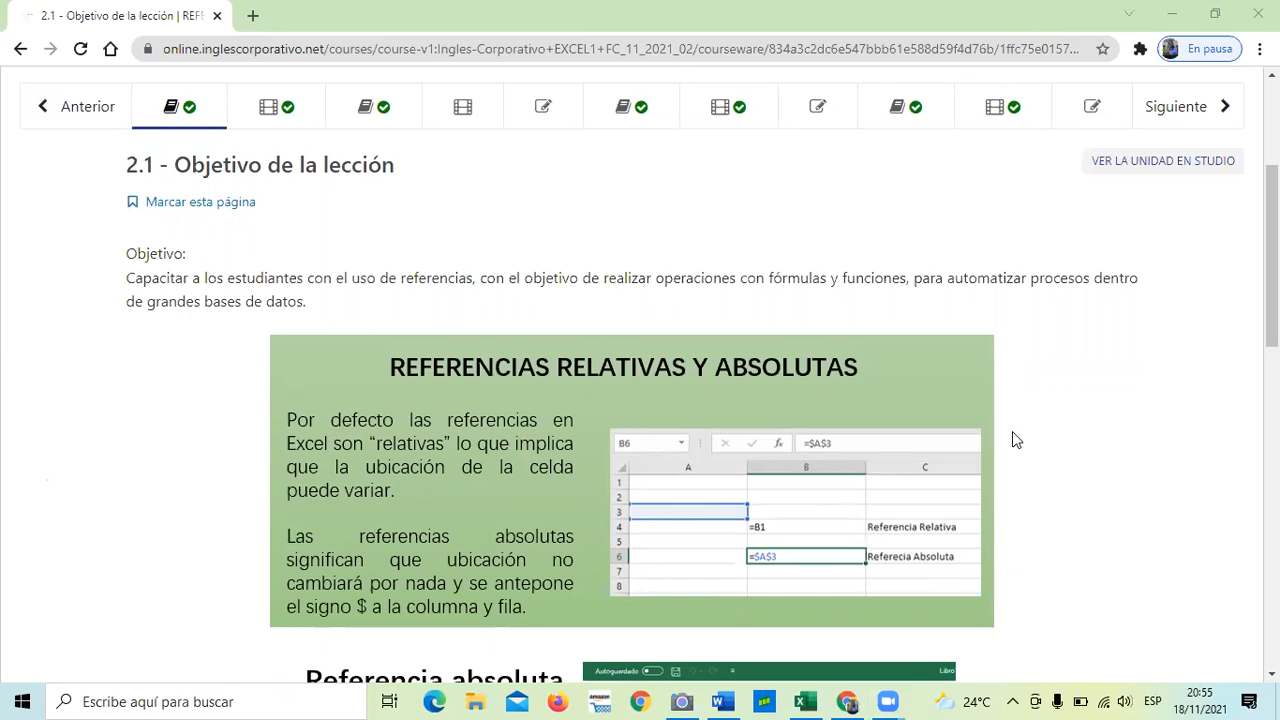 2.1 - Objetivo de la lección | REF
online.inglescorporativo.net/courses/course-v1:Ingles-Corporativo+EXCEL1+FC_11_2021_02/courseware/834a3c2dc6e547bbb61e588d59f4d76b/1ffc75e0157...
En pausa
Anterior
Siguiente
2.1 - Objetivo de la lección
VER LA UNIDAD EN STUDIO
Marcar esta página
Objetivo:
Capacitar a los estudiantes con el uso de referencias, con el objetivo de realizar operaciones con fórmulas y funciones, para automatizar procesos dentro
de grandes bases de datos.
REFERENCIAS RELATIVAS Y ABSOLUTAS
Por defecto las referencias en
Excel son “relativas” lo que implica
que la ubicación de la celda
puede variar.
Las referencias absolutas
significan que ubicación no
cambiará por nada y se antepone
el signo $ a la columna y fila.
B6 fx =$A$3
A B C
1
2
3
4 =B1 Referencia Relativa
5
6 =$A$3 Referecia Absoluta
7
8
Referencia absoluta
Autoguardado Libro
Escribe aquí para buscar
amazon
24°C
ESP
20:55
18/11/2021